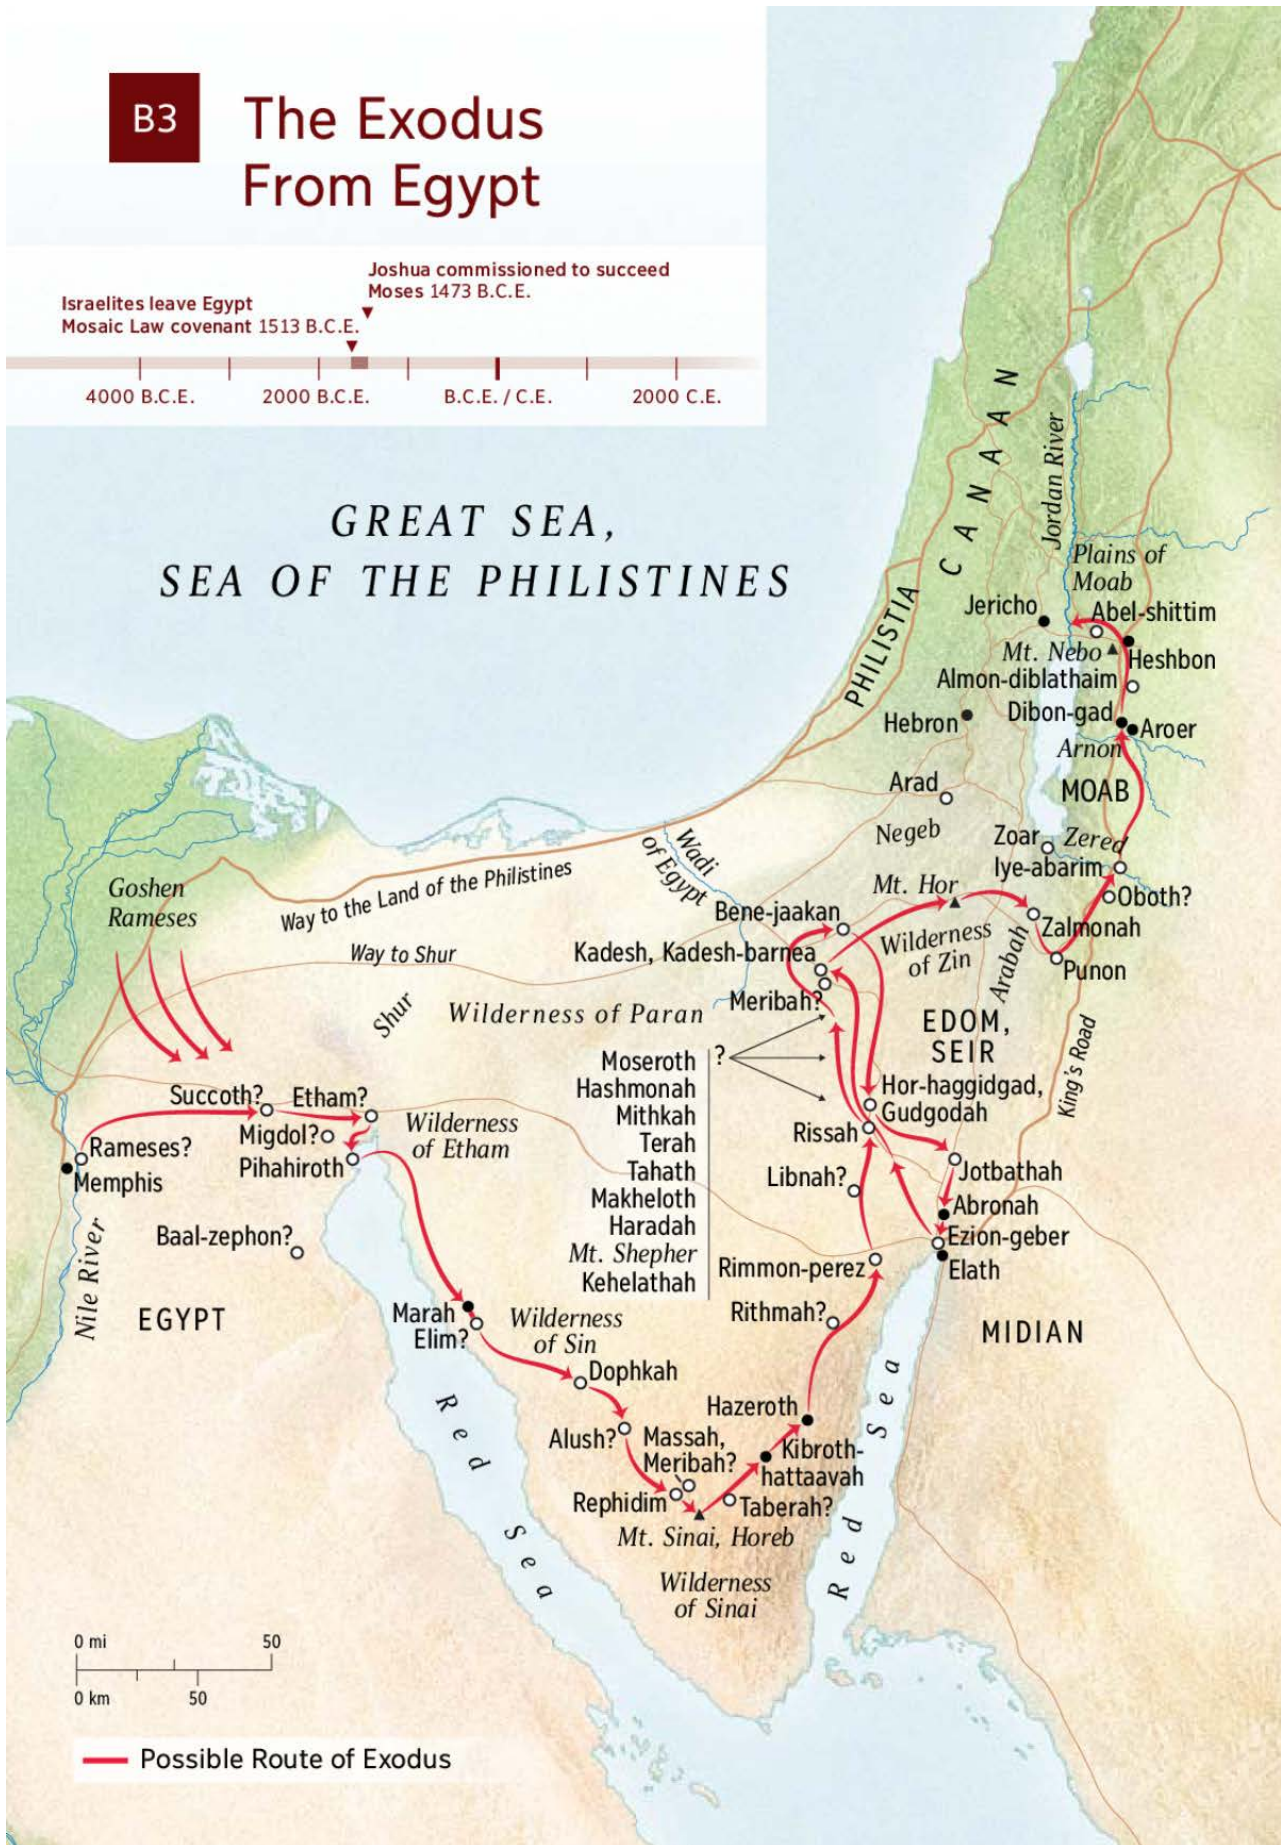 B3
The Exodus
From Egypt
Joshua commissioned to succeed
Moses 1473 B.C.E.
Israelites leave Egypt
Mosaic Law covenant 1513 B.C.E.
4000 B.C.E.
2000 B.C.E.
B.C.E. / C.E.
2000 C.E.
GREAT SEA,
SEA OF THE PHILISTINES
CANAAN
PHILISTIA
Jordan River
Plains of
Moab
Jericho
Abel-shittim
Mt. Nebo
Heshbon
Almon-diblathaim
Hebron
Dibon-gad
Aroer
Arnon
Arad
MOAB
Negeb
Zoar
Zered
Iye-abarim
Oboth?
Wadi
of Egypt
Goshen
Rameses
Way to the Land of the Philistines
Way to Shur
Shur
Mt. Hor
Bene-jaakan
Zalmonah
Kadesh, Kadesh-barnea
Wilderness
of Zin
Arabah
Punon
Meribah?
Wilderness of Paran
EDOM,
SEIR
King's Road
Moseroth
Hashmonah
Mithkah
Terah
Tahath
Makheloth
Haradah
Mt. Shepher
Kehelathah
?
Hor-haggidgad,
Gudgodah
Rissah
Libnah?
Jotbathah
Abronah
Ezion-geber
Elath
Rimmon-perez
Rithmah?
MIDIAN
Succoth?
Etham?
Migdol?
Pihahiroth
Wilderness
of Etham
Rameses?
Memphis
Baal-zephon?
Nile River
EGYPT
Marah
Elim?
Wilderness
of Sin
Dophkah
Red Sea
Alush?
Massah,
Meribah?
Rephidim
Hazeroth
Kibroth-
hattaavah
Taberah?
Mt. Sinai, Horeb
Wilderness
of Sinai
Red Sea
0 mi
50
0 km
50
Possible Route of Exodus